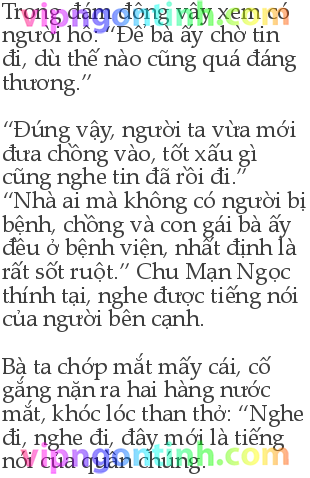 Trong đám đông vây xem có
người hô: “Để bà ấy chờ tin
đi, dù thế nào cũng quá đáng
thương.”
“Đúng vậy, người ta vừa mới
đưa chồng vào, tốt xấu gì
cũng nghe tin đã rồi đi.”
“Nhà ai mà không có người bị
bệnh, chồng và con gái bà ấy
đều ở bệnh viện, nhất định là
rất sốt ruột.” Chu Mạn Ngọc
thính tại, nghe được tiếng nói
của người bên cạnh.
Bà ta chớp mắt mấy cái, cố
gắng nặn ra hai hàng nước
mắt, khóc lóc than thở: “Nghe
đi, nghe đi, đây mới là tiếng
nói của quần chúng.
vipngontinh.com
vipngontinh.com